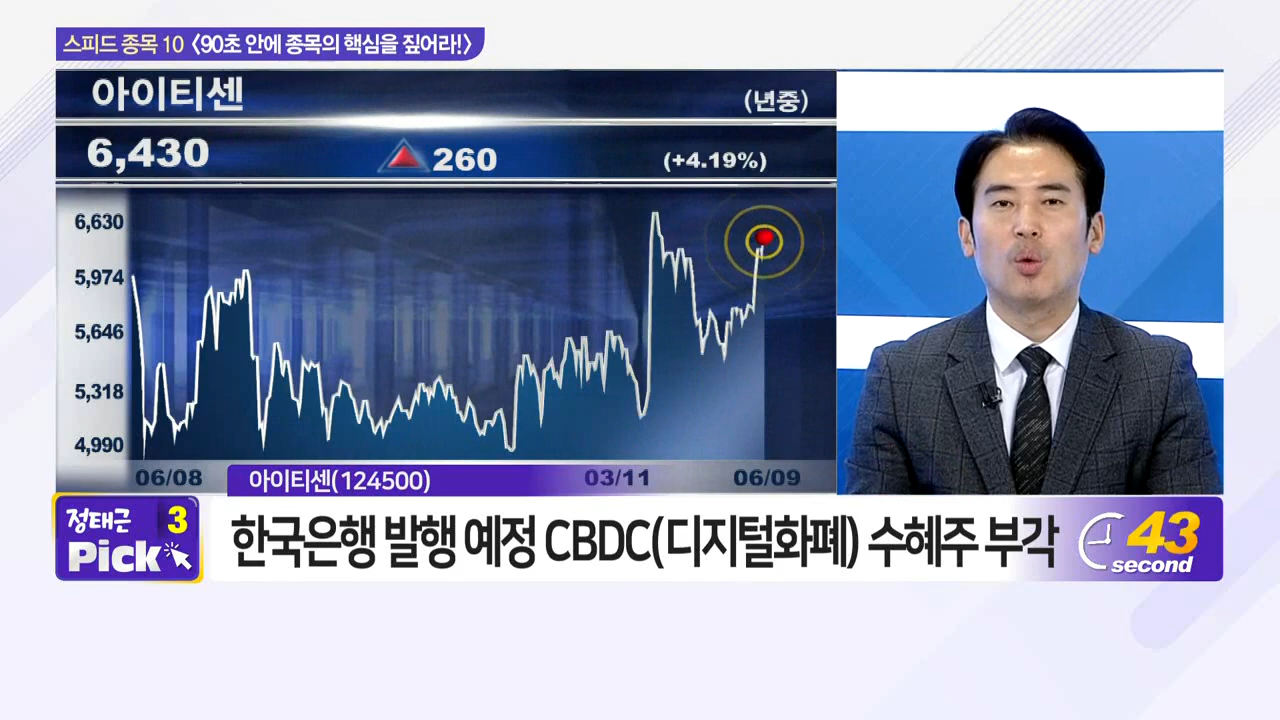 스피드 종목 10 〈90초 안에 종목의 핵심을 짚어라!〉
아이티센 (년중)
6,430 260 (+4.19%)
6,630
5,974
5,646
5,318
4,990
06/08 03/11 06/09
아이티센(124500)
정태근 3
Pick
한국은행 발행 예정 CBDC(디지털화폐) 수혜주 부각
43
second